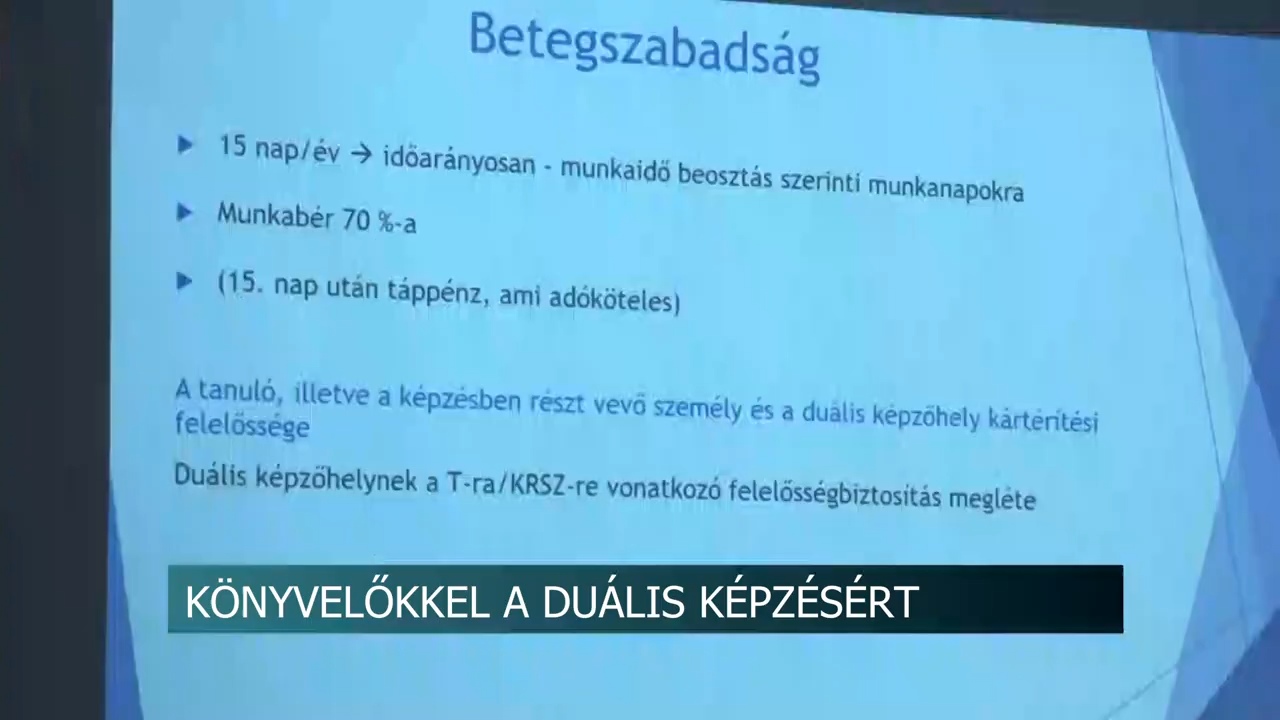 Betegszabadság
15 nap/év → időarányosan - munkaidő beosztás szerinti munkanapokra
Munkabér 70 %-a
(15. nap után táppénz, ami adóköteles)
A tanuló, illetve a képzésben részt vevő személy és a duális képzőhely kártérítési
felelőssége
Duális képzőhelynek a T-ra/KRSZ-re vonatkozó felelősségbiztosítás megléte
KÖNYVELŐKKEL A DUÁLIS KÉPZÉSÉRT